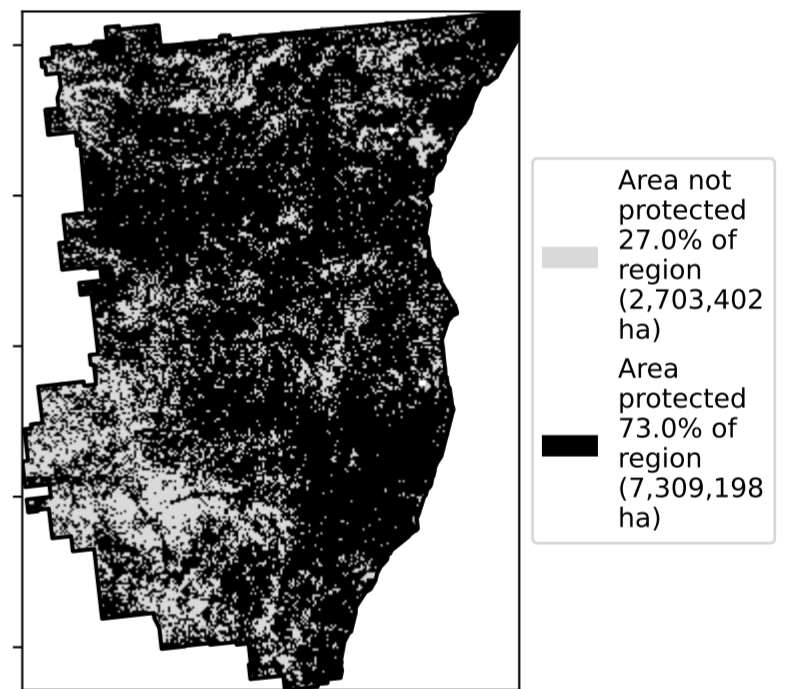 Area not
protected
27.0% of
region
(2,703,402
ha)
Area
protected
73.0% of
region
(7,309,198
ha)